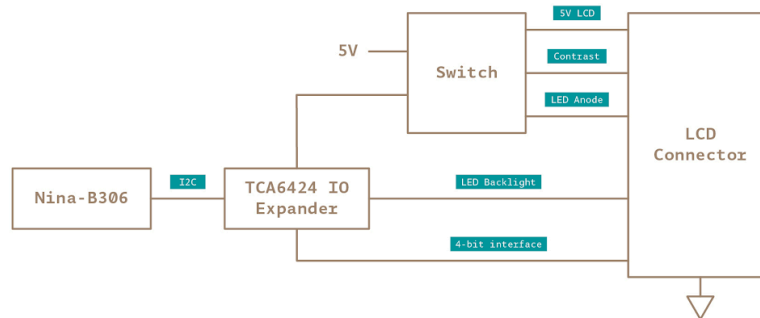 5V LCD
5V
Contrast
Switch
LED Anode
LCD
Connector
Nina-B306
I2C
TCA6424 IO
Expander
LED Backlight
4-bit interface